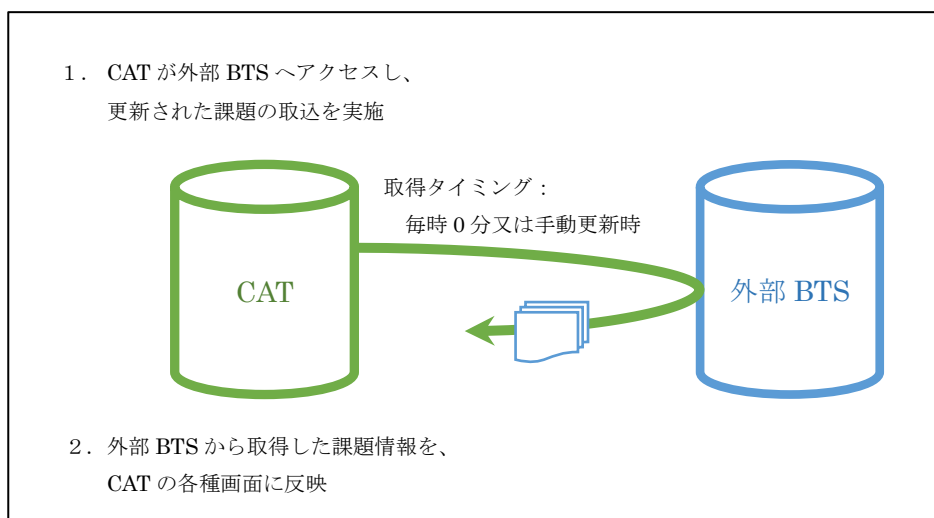 １． CAT が外部 BTS へアクセスし、
更新された課題の取込を実施
取得タイミング：
毎時 0 分又は手動更新時
CAT
外部 BTS
２．外部 BTS から取得した課題情報を、
CAT の各種画面に反映